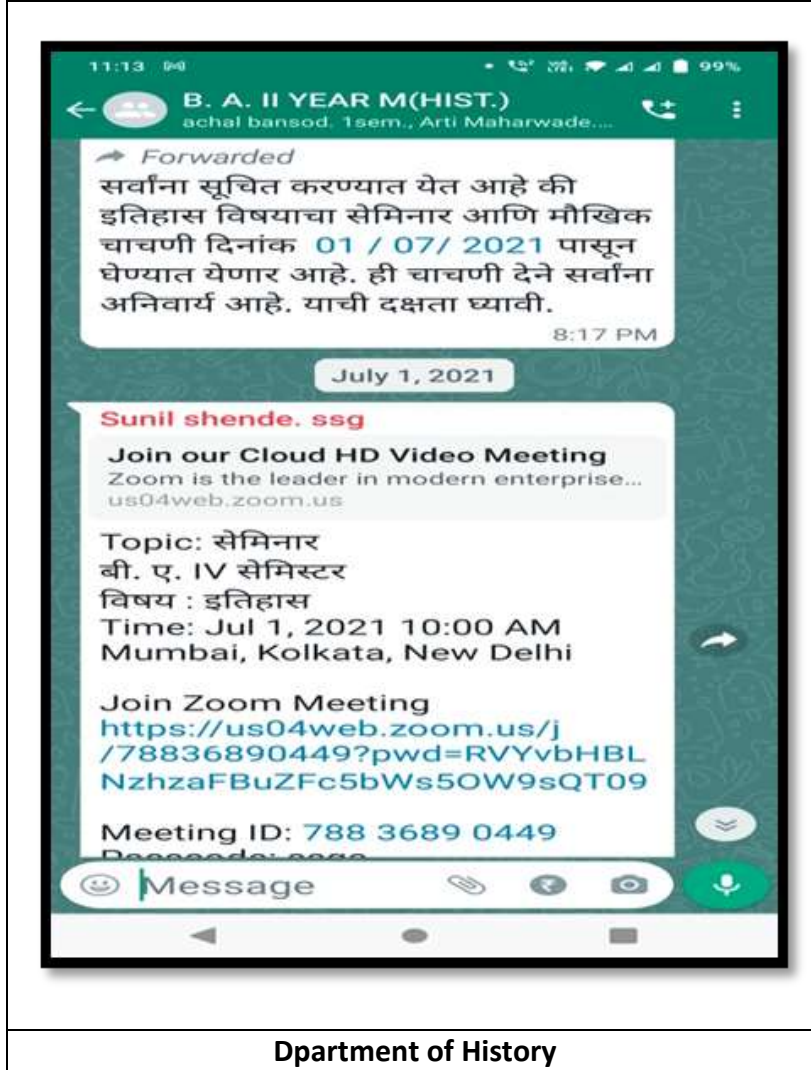 11:13
99%
B. A. II YEAR M(HIST.)
achal bansod. 1sem., Arti Maharwade....
Forwarded
सर्वांना सूचित करण्यात येत आहे की
इतिहास विषयाचा सेमिनार आणि मौखिक
चाचणी दिनांक 01 / 07/ 2021 पासून
घेण्यात येणार आहे. ही चाचणी देने सर्वांना
अनिवार्य आहे. याची दक्षता घ्यावी.
8:17 PM
July 1, 2021
Sunil shende. ssg
Join our Cloud HD Video Meeting
Zoom is the leader in modern enterprise...
us04web.zoom.us
Topic: सेमिनार
बी. ए. IV सेमिस्टर
विषय : इतिहास
Time: Jul 1, 2021 10:00 AM
Mumbai, Kolkata, New Delhi
Join Zoom Meeting
https://us04web.zoom.us/j
/78836890449?pwd=RVYvbHBL
NzhzaFBuZFc5bWs5OW9sQT09
Meeting ID: 788 3689 0449
Message
Dpartment of History